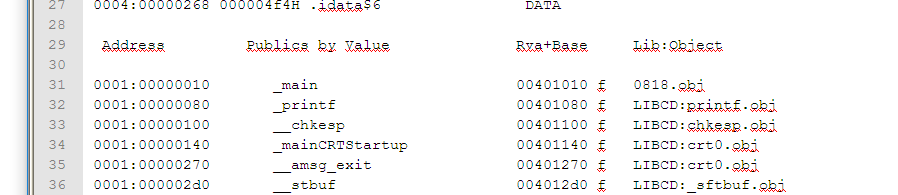 27 0004:00000268 000004f4H .idata$6 DATA
28
29 Address Publics by Value Rva+Base Lib:Object
30
31 0001:00000010 _main 00401010 f 0818.obj
32 0001:00000080 _printf 00401080 f LIBCD:printf.obj
33 0001:00000100 __chkesp 00401100 f LIBCD:chkesp.obj
34 0001:00000140 _mainCRTStartup 00401140 f LIBCD:crt0.obj
35 0001:00000270 __amsg_exit 00401270 f LIBCD:crt0.obj
36 0001:000002d0 __stbuf 004012d0 f LIBCD:_sftbuf.obj